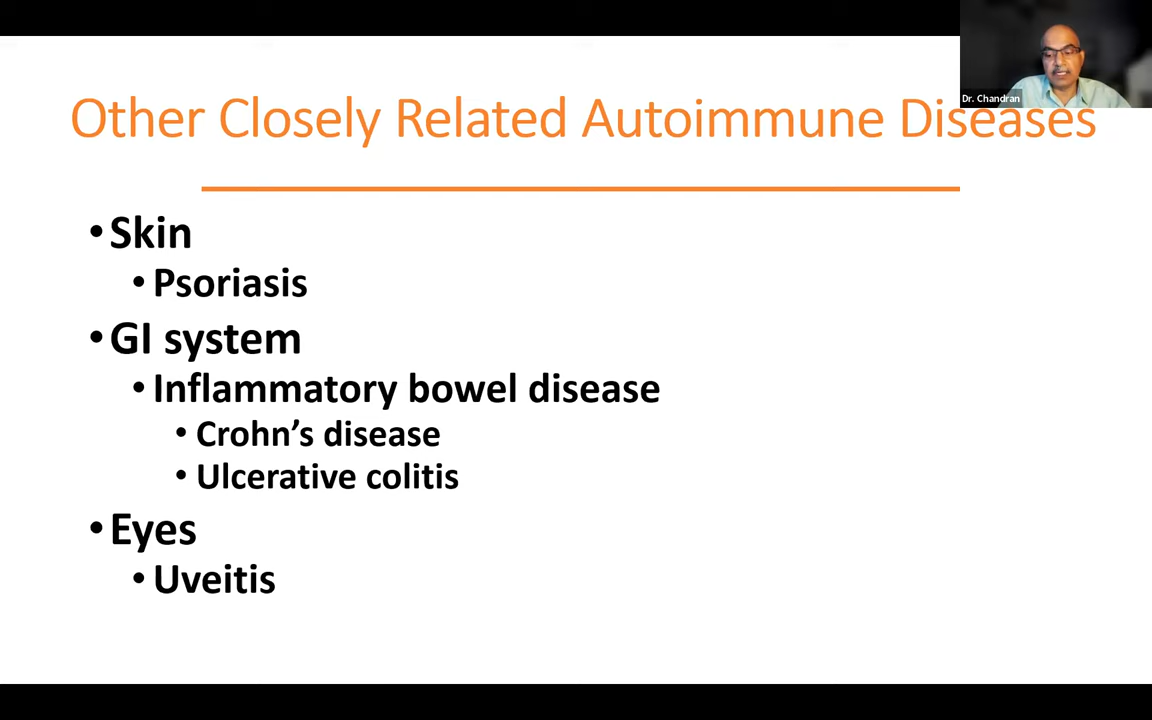 Dr. Chandran
Other Closely Related Autoimmune Diseases
•Skin
•Psoriasis
•GI system
•Inflammatory bowel disease
•Crohn’s disease
•Ulcerative colitis
•Eyes
•Uveitis